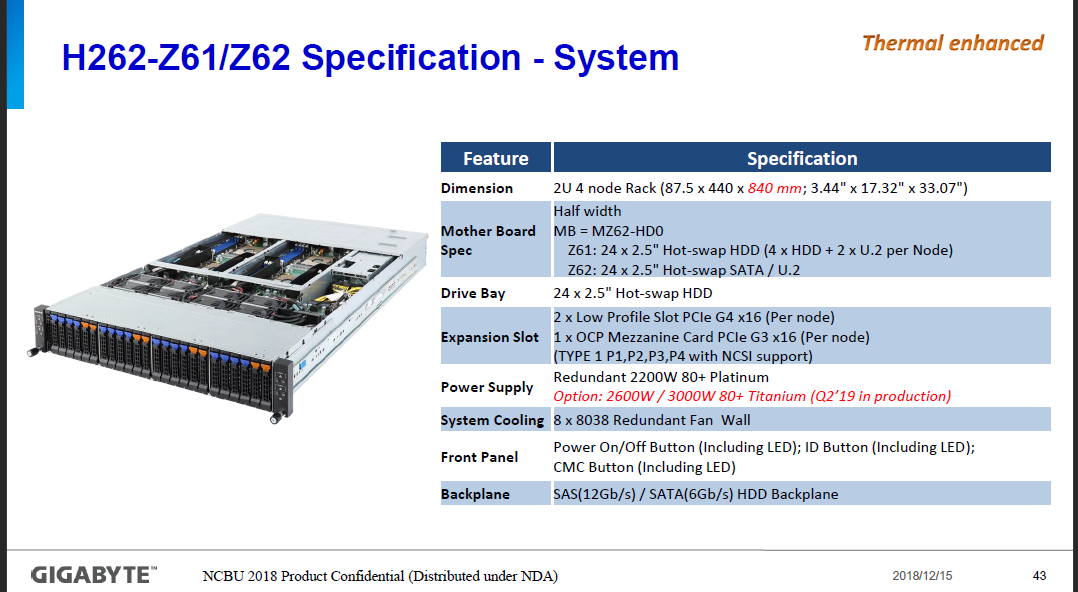 H262-Z61/Z62 Specification - System
Thermal enhanced
Feature
Specification
Dimension
2U 4 node Rack (87.5 x 440 x 840 mm; 3.44" x 17.32" x 33.07")
Mother Board
Spec
Half width
MB = MZ62-HD0
Z61: 24 x 2.5" Hot-swap HDD (4 x HDD + 2 x U.2 per Node)
Z62: 24 x 2.5" Hot-swap SATA / U.2
Drive Bay
24 x 2.5" Hot-swap HDD
Expansion Slot
2 x Low Profile Slot PCIe G4 x16 (Per node)
1 x OCP Mezzanine Card PCIe G3 x16 (Per node)
(TYPE 1 P1,P2,P3,P4 with NCSI support)
Power Supply
Redundant 2200W 80+ Platinum
Option: 2600W / 3000W 80+ Titanium (Q2’19 in production)
System Cooling
8 x 8038 Redundant Fan Wall
Front Panel
Power On/Off Button (Including LED); ID Button (Including LED);
CMC Button (Including LED)
Backplane
SAS(12Gb/s) / SATA(6Gb/s) HDD Backplane
GIGABYTE™
NCBU 2018 Product Confidential (Distributed under NDA)
2018/12/15
43